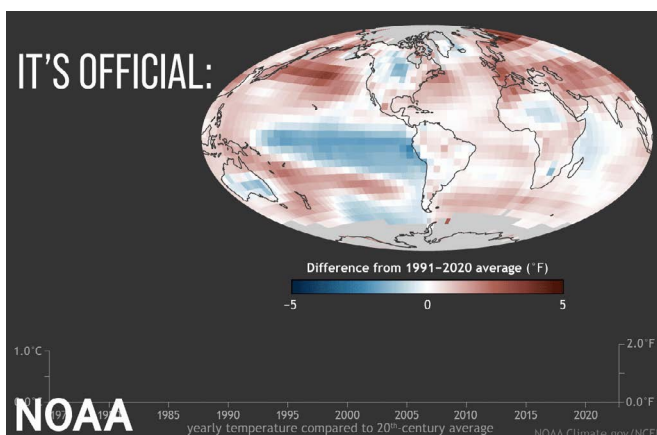 IT'S OFFICIAL:
Difference from 1991–2020 average (°F)
−5 0 5
1.0°C 2.0°F
0.0°F
1985 1990 1995 2000 2005 2010 2015 2020
NOAA
yearly temperature compared to 20th-century average
NOAA Climate.gov/NCEI